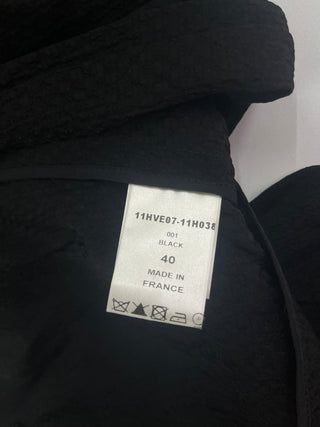 11HVE07-11H038
001
BLACK
40
MADE IN
FRANCE